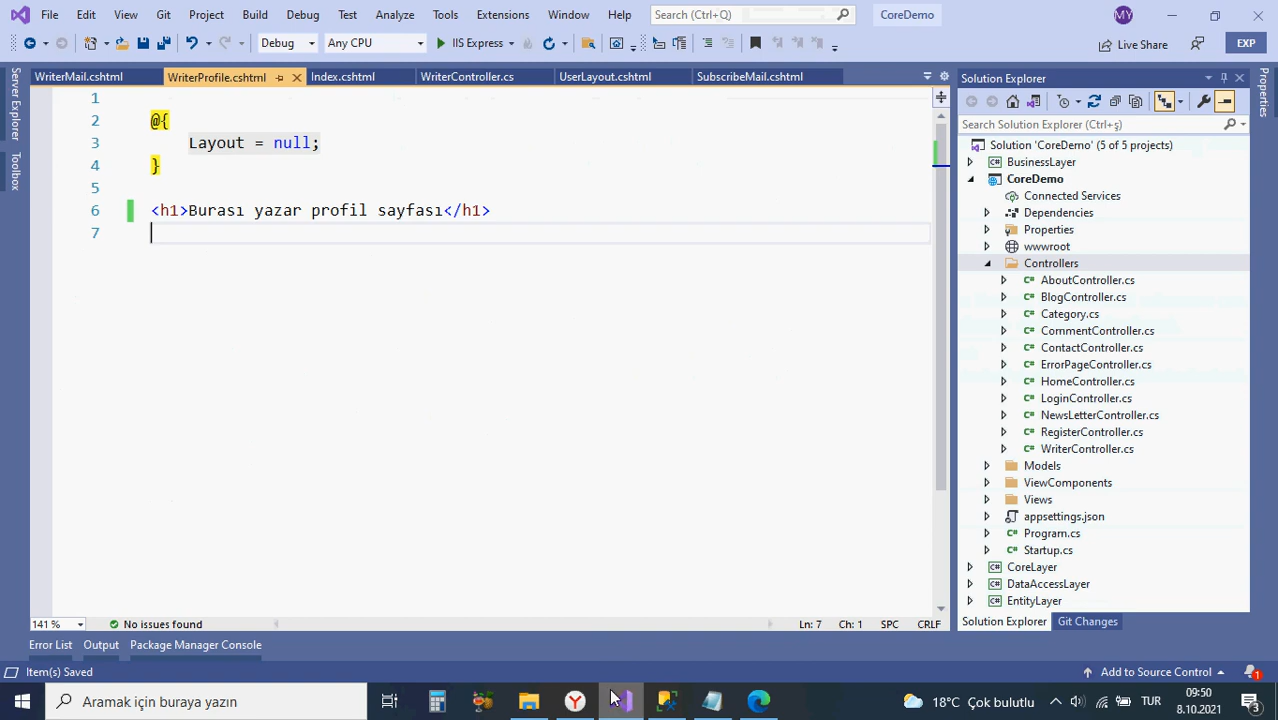 File Edit View Git Project Build Debug Test Analyze Tools Extensions Window Help Search (Ctrl+Q) CoreDemo MY
Debug Any CPU IIS Express Live Share EXP
WriterMail.cshtml WriterProfile.cshtml Index.cshtml WriterController.cs UserLayout.cshtml SubscribeMail.cshtml
Server Explorer
Toolbox
1
2 @{
3 Layout = null;
4 }
5
6 <h1>Burası yazar profil sayfası</h1>
7
141 % No issues found Ln: 7 Ch: 1 SPC CRLF
Solution Explorer
Search Solution Explorer (Ctrl+ş)
Solution 'CoreDemo' (5 of 5 projects)
BusinessLayer
CoreDemo
Connected Services
Dependencies
Properties
wwwroot
Controllers
AboutController.cs
BlogController.cs
Category.cs
CommentController.cs
ContactController.cs
ErrorPageController.cs
HomeController.cs
LoginController.cs
NewsLetterController.cs
RegisterController.cs
WriterController.cs
Models
ViewComponents
Views
appsettings.json
Program.cs
Startup.cs
CoreLayer
DataAccessLayer
EntityLayer
Solution Explorer Git Changes
Properties
Error List Output Package Manager Console
Item(s) Saved Add to Source Control 1
Aramak için buraya yazın 18°C Çok bulutlu TUR 09:50
8.10.2021 3